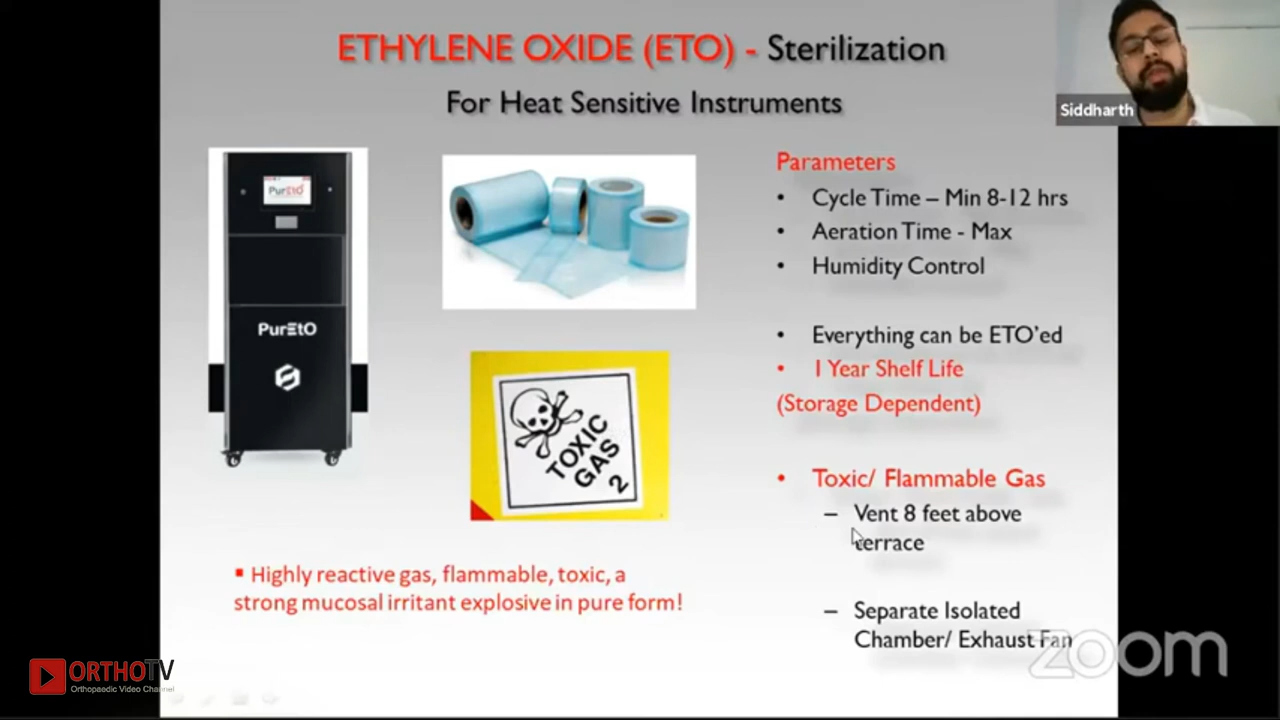 ETHYLENE OXIDE (ETO) - Sterilization
For Heat Sensitive Instruments
Siddharth
PurEtO
PurEtO
TOXIC
GAS
2
Parameters
• Cycle Time – Min 8-12 hrs
• Aeration Time - Max
• Humidity Control
• Everything can be ETO'ed
• 1 Year Shelf Life
(Storage Dependent)
• Toxic/ Flammable Gas
– Vent 8 feet above
terrace
– Separate Isolated
Chamber/ Exhaust Fan
▪ Highly reactive gas, flammable, toxic, a
strong mucosal irritant explosive in pure form!
ORTHOTV
Orthopaedic Video Channel
zoom